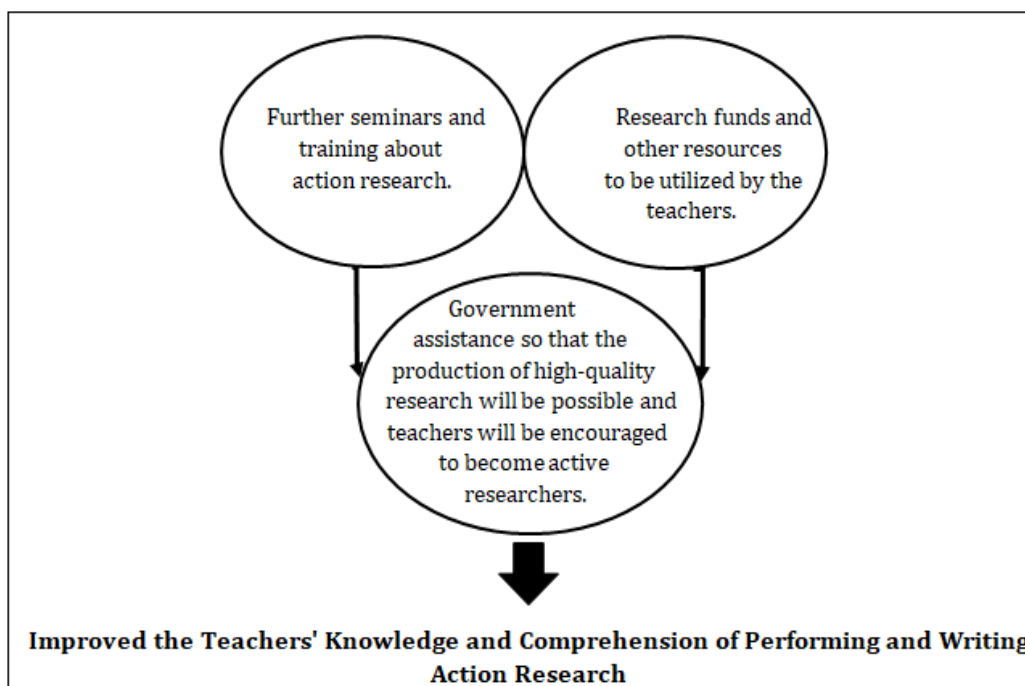 Further seminars and
training about
action research.
Research funds and
other resources
to be utilized by the
teachers.
Government
assistance so that the
production of high-quality
research will be possible and
teachers will be encouraged
to become active
researchers.
Improved the Teachers' Knowledge and Comprehension of Performing and Writing
Action Research